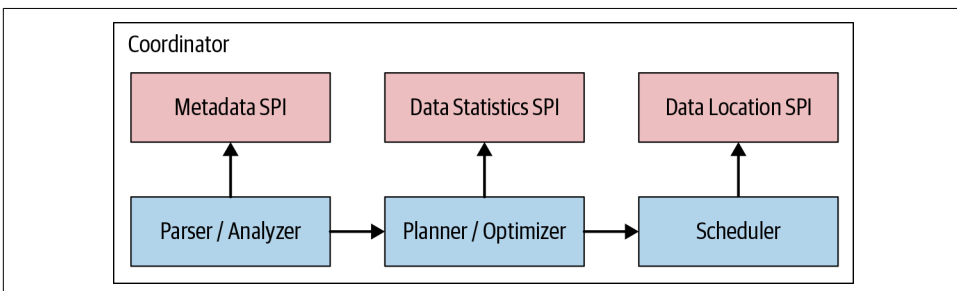 Coordinator
Metadata SPI
Data Statistics SPI
Data Location SPI
Parser / Analyzer
Planner / Optimizer
Scheduler